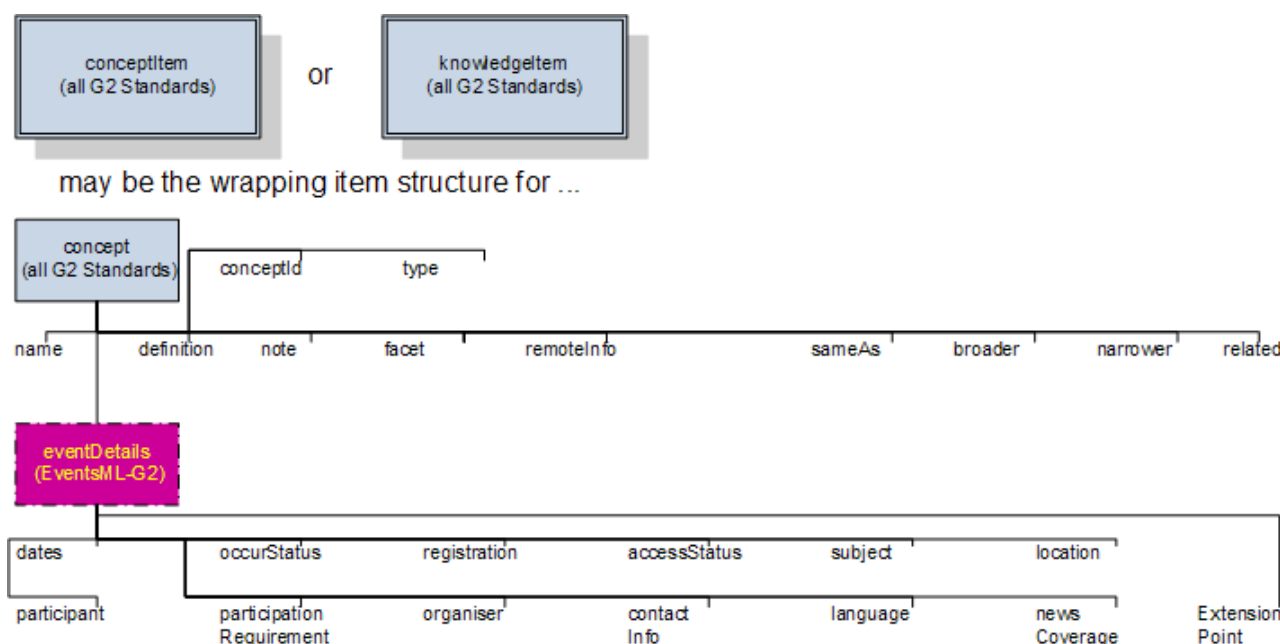 conceptItem
(all G2 Standards)
or
knowledgeItem
(all G2 Standards)
may be the wrapping item structure for ...
concept
(all G2 Standards)
conceptId type
name definition note facet remoteInfo sameAs broader narrower related
eventDetails
(EventsML-G2)
dates occurStatus registration accessStatus subject location
participant participation organiser contact language news Extension
Requirement Info Coverage Point